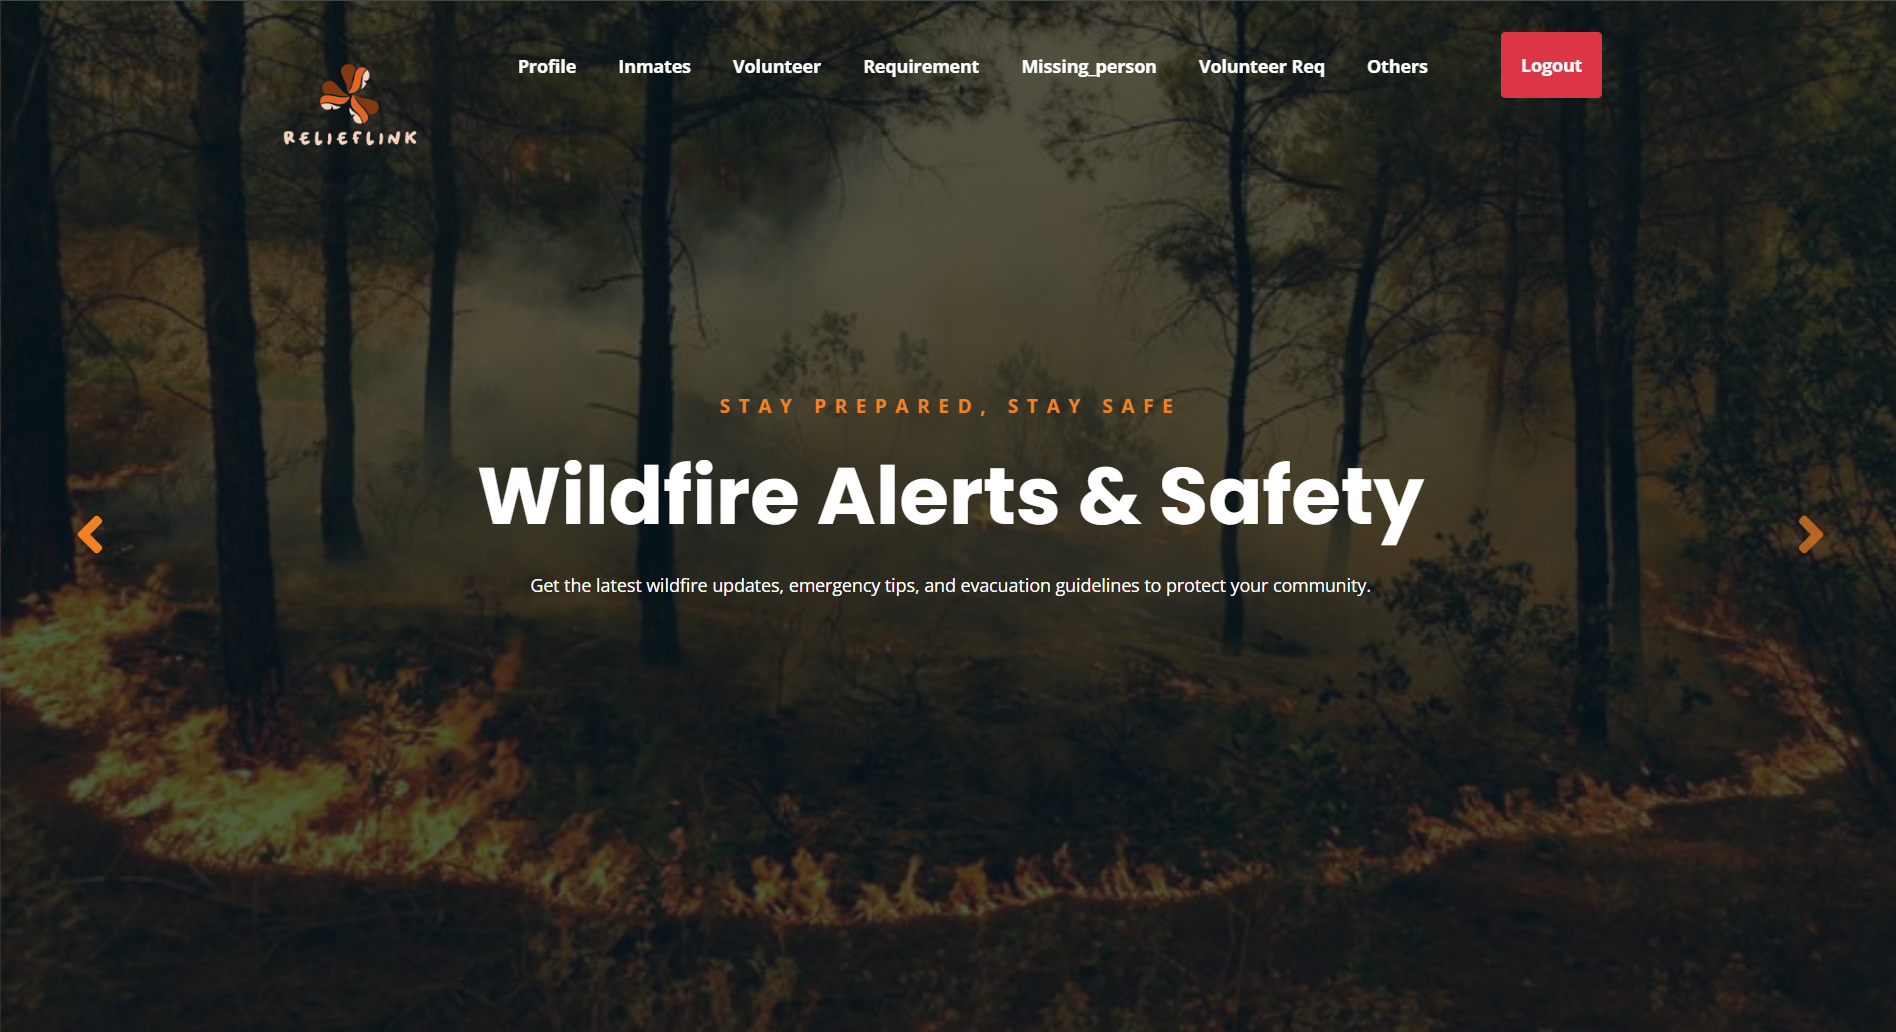 Profile Inmates Volunteer Requirement Missing_person Volunteer Req Others Logout
RELIEFLINK
STAY PREPARED, STAY SAFE
Wildfire Alerts & Safety
Get the latest wildfire updates, emergency tips, and evacuation guidelines to protect your community.